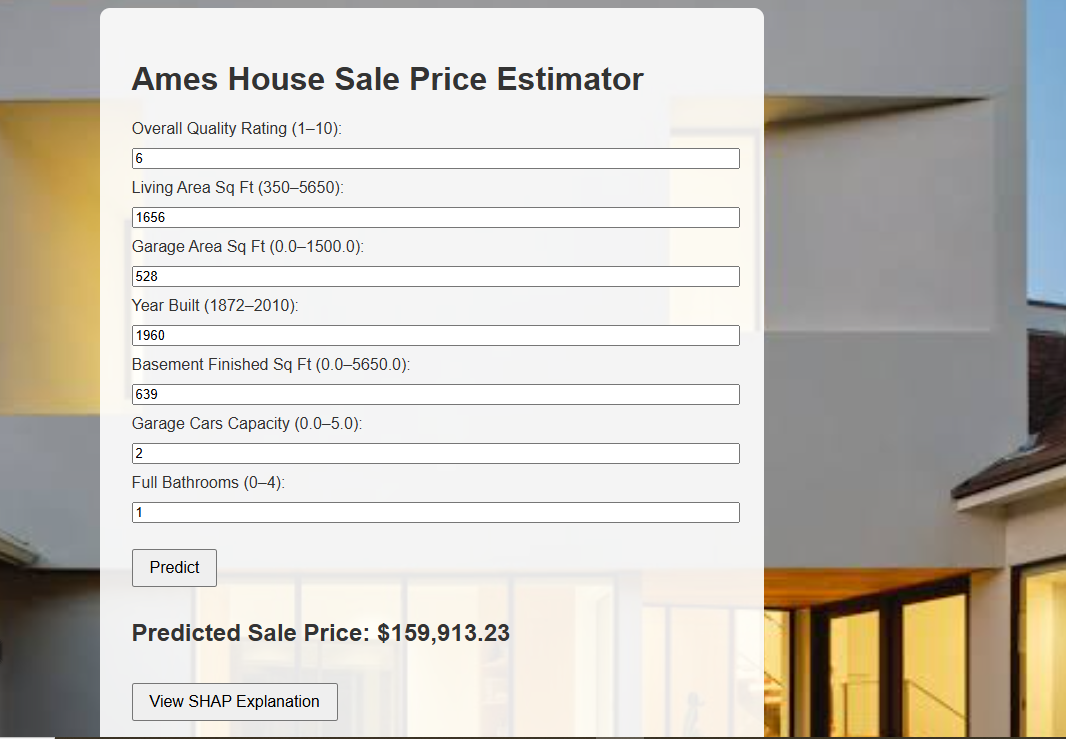 Ames House Sale Price Estimator
Overall Quality Rating (1–10):
6
Living Area Sq Ft (350–5650):
1656
Garage Area Sq Ft (0.0–1500.0):
528
Year Built (1872–2010):
1960
Basement Finished Sq Ft (0.0–5650.0):
639
Garage Cars Capacity (0.0–5.0):
2
Full Bathrooms (0–4):
1
Predict
Predicted Sale Price: $159,913.23
View SHAP Explanation